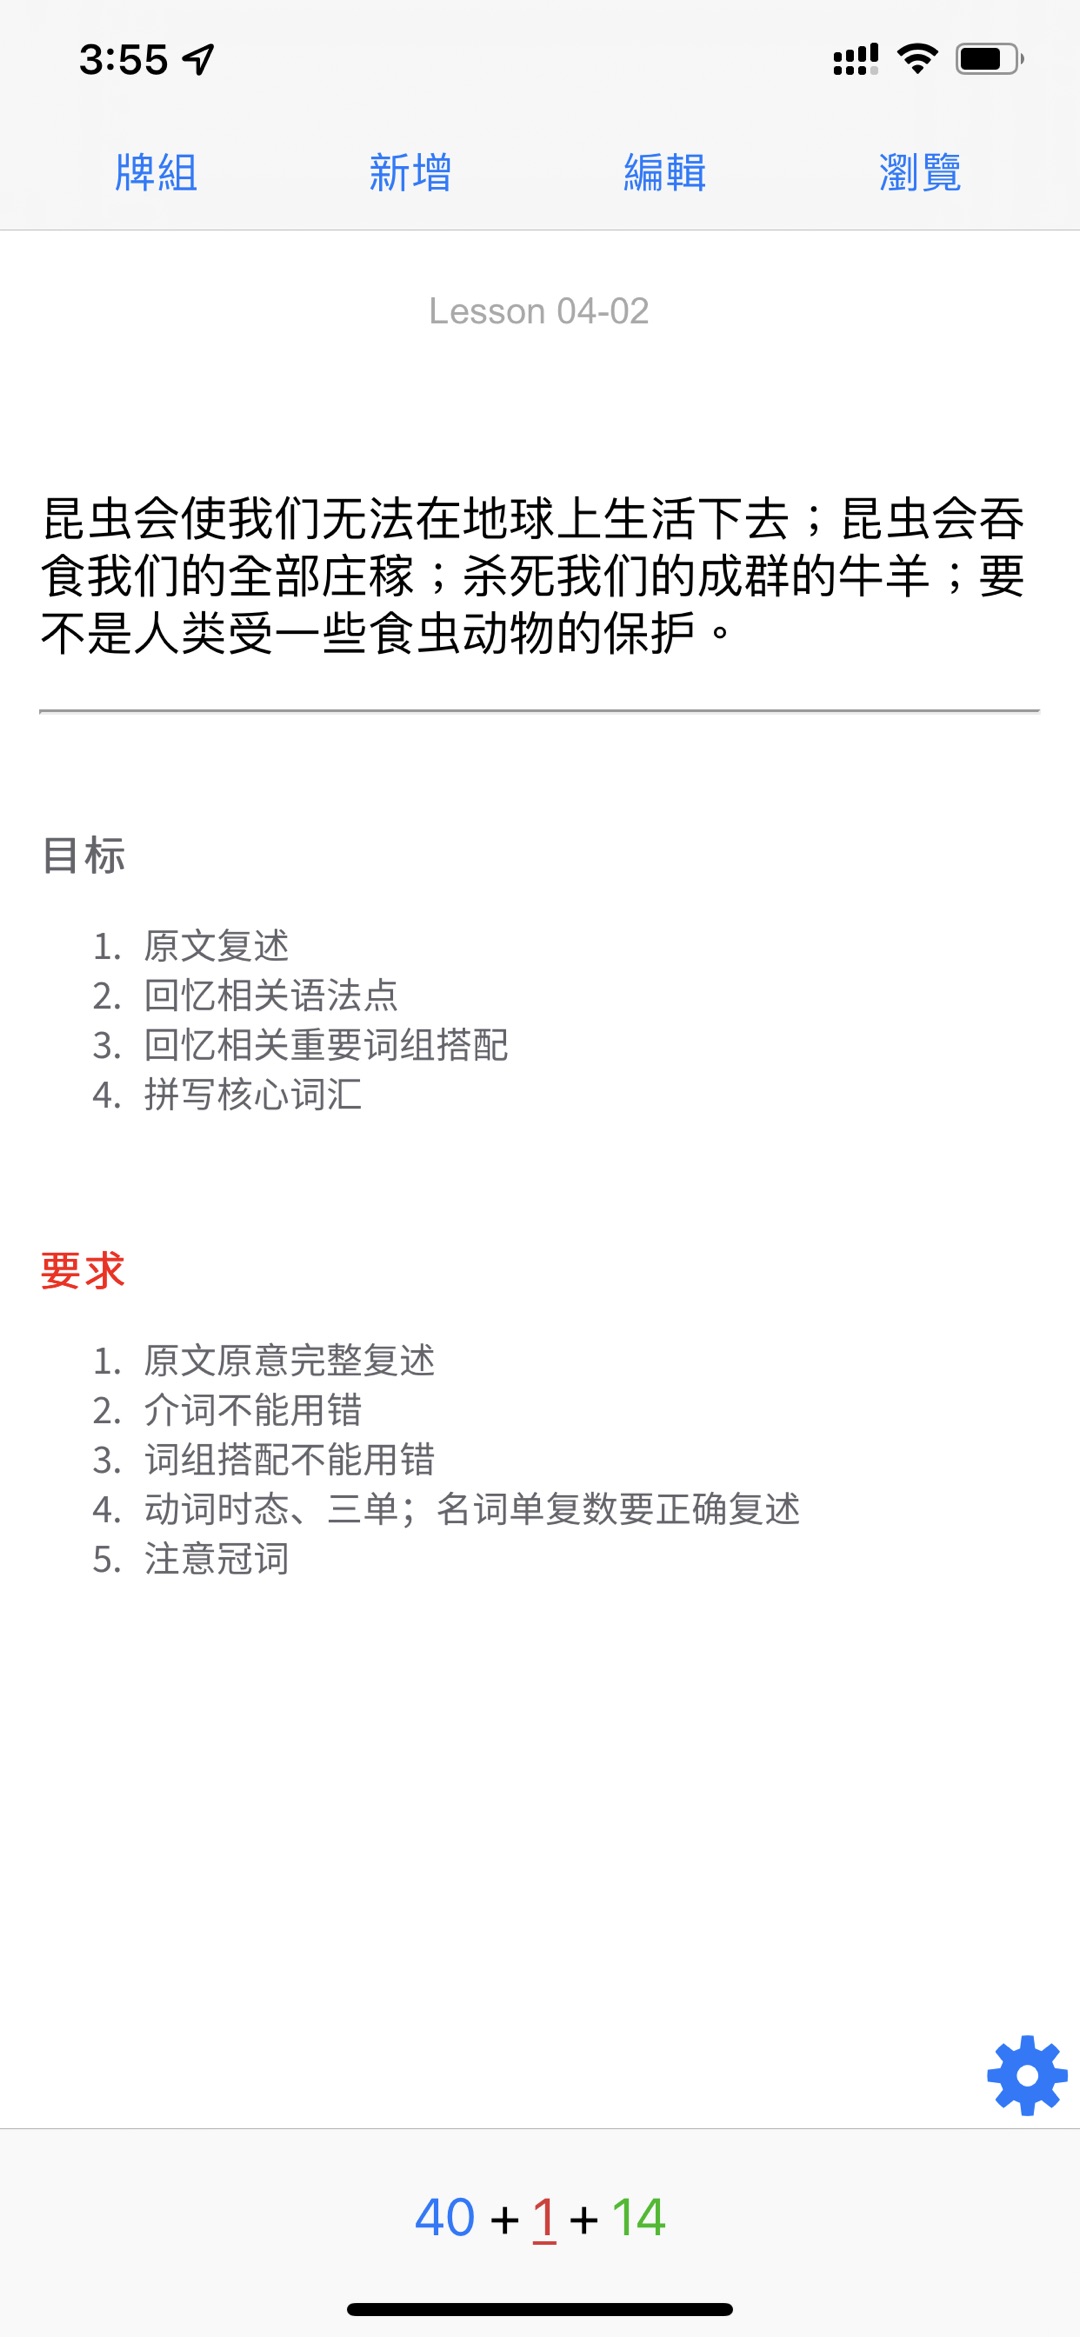 3:55
牌組 新增 編輯 瀏覽
Lesson 04-02
昆虫会使我们无法在地球上生活下去；昆虫会吞
食我们的全部庄稼；杀死我们的成群的牛羊；要
不是人类受一些食虫动物的保护。
目标
1. 原文复述
2. 回忆相关语法点
3. 回忆相关重要词组搭配
4. 拼写核心词汇
要求
1. 原文原意完整复述
2. 介词不能用错
3. 词组搭配不能用错
4. 动词时态、三单；名词单复数要正确复述
5. 注意冠词
40 + 1 + 14